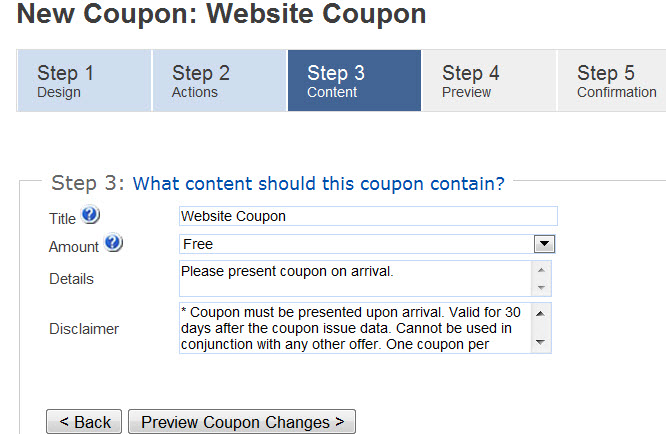 New Coupon: Website Coupon
Step 1
Design
Step 2
Actions
Step 3
Content
Step 4
Preview
Step 5
Confirmation
Step 3: What content should this coupon contain?
Title ?
Website Coupon
Amount ?
Free
Details
Please present coupon on arrival.
Disclaimer
* Coupon must be presented upon arrival. Valid for 30
days after the coupon issue data. Cannot be used in
conjunction with any other offer. One coupon per
< Back
Preview Coupon Changes >